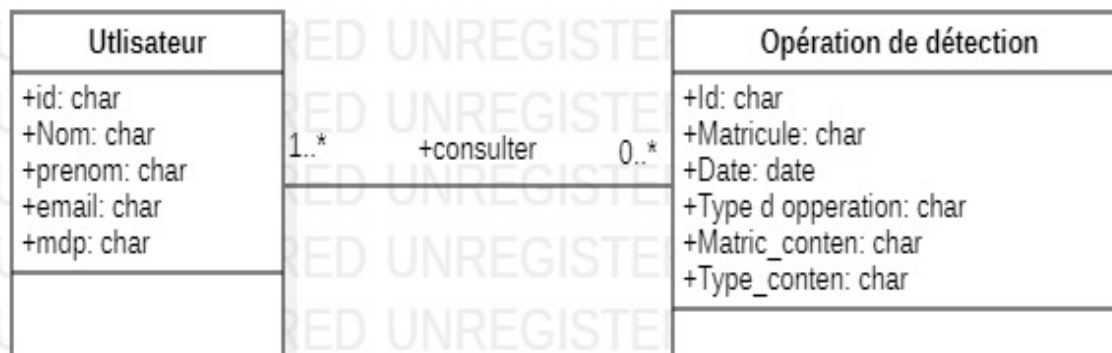 Utlisateur
+id: char
+Nom: char
+prenom: char
+email: char
+mdp: char
1..*
+consulter
0..*
Opération de détection
+Id: char
+Matricule: char
+Date: date
+Type d opperation: char
+Matric_conten: char
+Type_conten: char
RED UNREGISTE
RED UNREGISTE
RED UNREGISTE
RED UNREGISTE
RED UNREGISTE